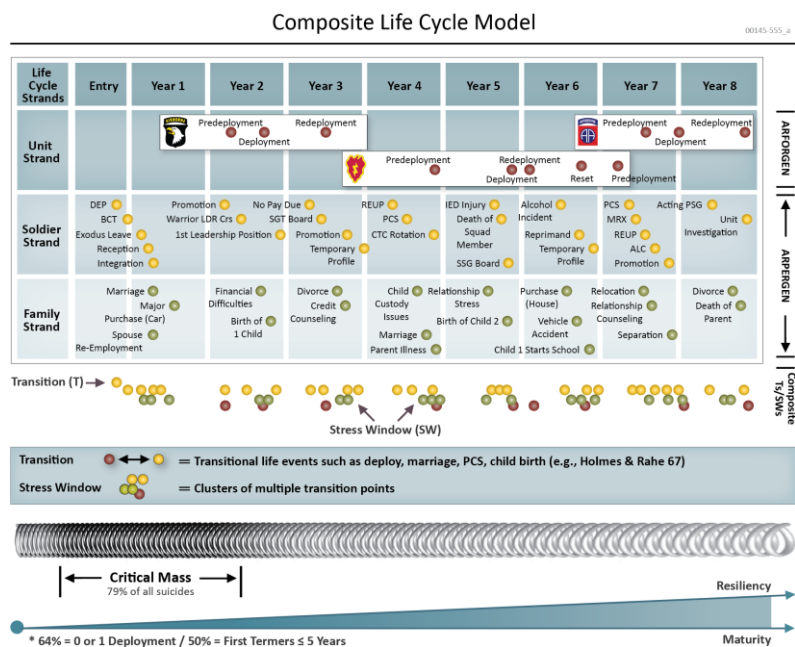 Composite Life Cycle Model
00145-555_a
Life Cycle Strands
Entry
Year 1
Year 2
Year 3
Year 4
Year 5
Year 6
Year 7
Year 8
Unit Strand
AIRBORNE
Predeployment
Deployment
Redeployment
Predeployment
Redeployment
Deployment
Reset
Predeployment
AIRBORNE
Predeployment
Deployment
Redeployment
ARFORGEN
Soldier Strand
DEP
BCT
Exodus Leave
Reception
Integration
Promotion
Warrior LDR Crs
1st Leadership Position
No Pay Due
SGT Board
Promotion
Temporary Profile
REUP
PCS
CTC Rotation
IED Injury
Death of Squad Member
SSG Board
Alcohol Incident
Reprimand
Temporary Profile
PCS
MRX
REUP
ALC
Promotion
Acting PSG
Unit Investigation
ARPERGEN
Family Strand
Marriage
Major Purchase (Car)
Spouse Re-Employment
Financial Difficulties
Birth of 1 Child
Divorce
Credit Counseling
Child Custody Issues
Marriage
Parent Illness
Relationship Stress
Birth of Child 2
Purchase (House)
Vehicle Accident
Child 1 Starts School
Relocation
Relationship Counseling
Separation
Divorce
Death of Parent
Transition (T)
Stress Window (SW)
Composite Ts/SWs
Transition
= Transitional life events such as deploy, marriage, PCS, child birth (e.g., Holmes & Rahe 67)
Stress Window
= Clusters of multiple transition points
Critical Mass
79% of all suicides
Resiliency
* 64% = 0 or 1 Deployment / 50% = First Termers ≤ 5 Years
Maturity